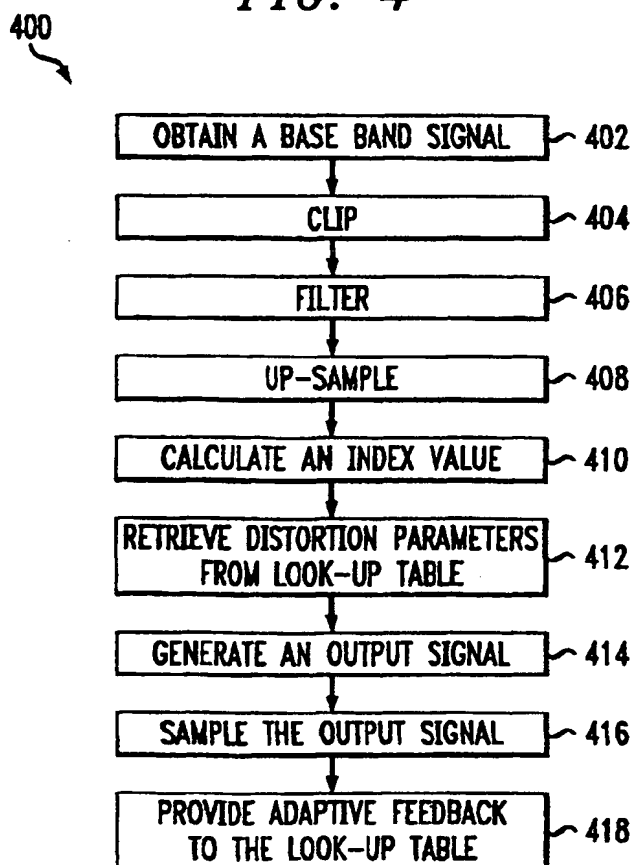 FIG. 4
400
OBTAIN A BASE BAND SIGNAL 402
CLIP 404
FILTER 406
UP-SAMPLE 408
CALCULATE AN INDEX VALUE 410
RETRIEVE DISTORTION PARAMETERS
FROM LOOK-UP TABLE 412
GENERATE AN OUTPUT SIGNAL 414
SAMPLE THE OUTPUT SIGNAL 416
PROVIDE ADAPTIVE FEEDBACK
TO THE LOOK-UP TABLE 418